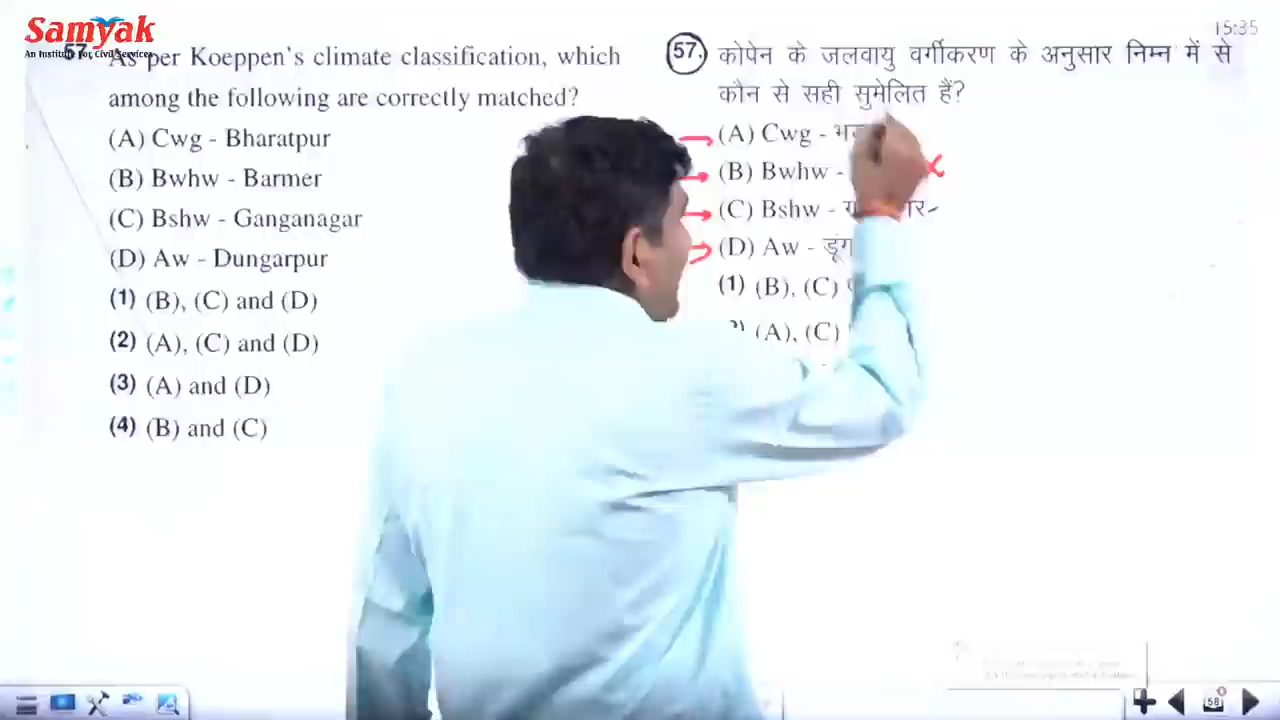 Samyak
An Institute for Civil Services
15:35
57. As per Koeppen's climate classification, which
among the following are correctly matched?
(A) Cwg - Bharatpur
(B) Bwhw - Barmer
(C) Bshw - Ganganagar
(D) Aw - Dungarpur
(1) (B), (C) and (D)
(2) (A), (C) and (D)
(3) (A) and (D)
(4) (B) and (C)
57. कोपेन के जलवायु वर्गीकरण के अनुसार निम्न में से
कौन से सही सुमेलित हैं?
(A) Cwg -
(B) Bwhw -
(C) Bshw -
(D) Aw -
(1) (B), (C)
(A), (C)
58